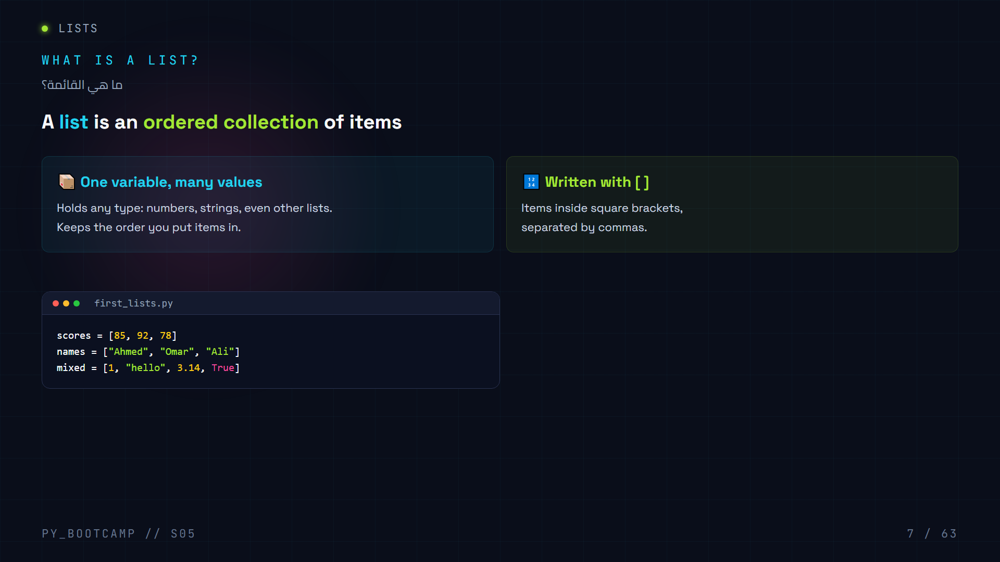 LISTS
WHAT IS A LIST?
ما هي القائمة؟
A list is an ordered collection of items
📦 One variable, many values
Holds any type: numbers, strings, even other lists.
Keeps the order you put items in.
🔢 Written with [ ]
Items inside square brackets,
separated by commas.
first_lists.py
scores = [85, 92, 78]
names = ["Ahmed", "Omar", "Ali"]
mixed = [1, "hello", 3.14, True]
PY_BOOTCAMP // S05
7 / 63